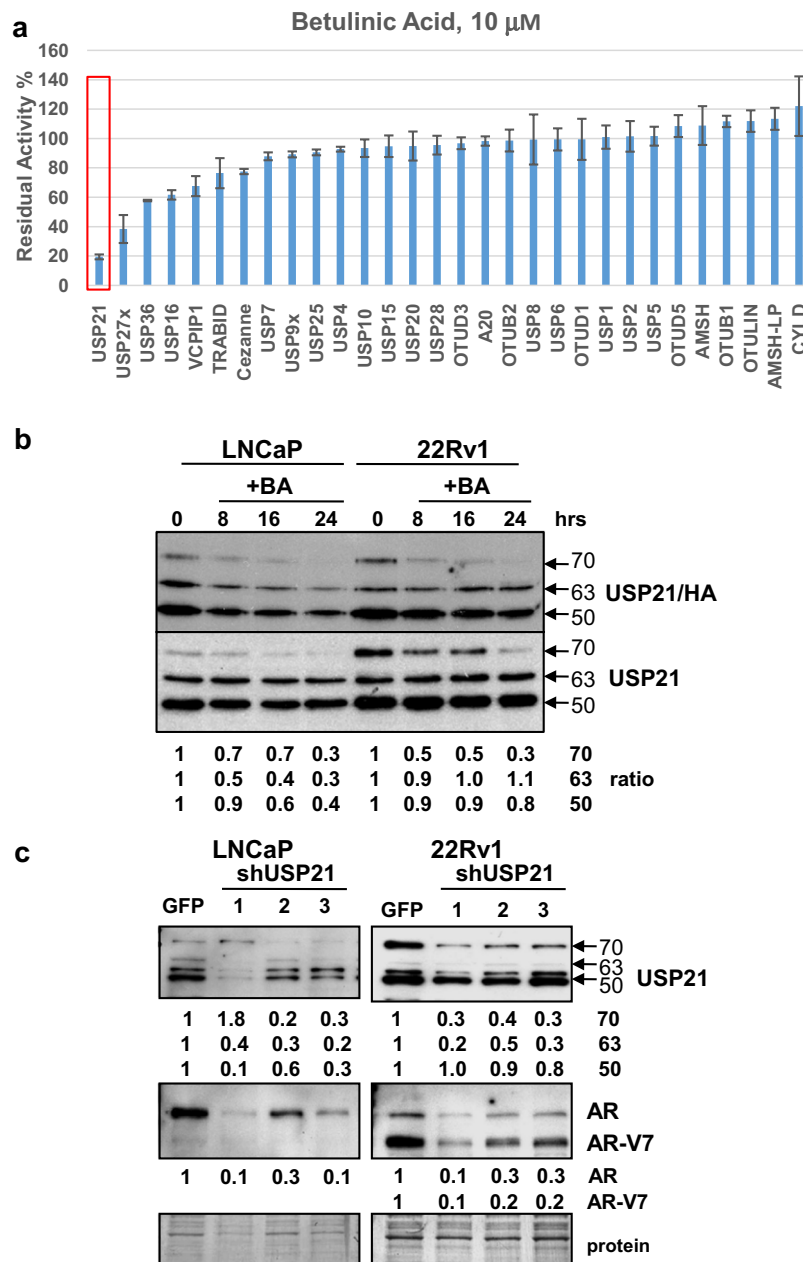 a
Betulinic Acid, 10 μM
Residual Activity %
160
140
120
100
80
60
40
20
0
USP21
USP27x
USP36
USP16
VCPIP1
TRABID
Cezanne
USP7
USP9x
USP25
USP4
USP10
USP15
USP20
USP28
OTUD3
A20
OTUB2
USP8
USP6
OTUD1
USP1
USP2
USP5
OTUD5
AMSH
OTUB1
OTULIN
AMSH-LP
CYLD
b
LNCaP 22Rv1
+BA +BA
0 8 16 24 0 8 16 24 hrs
70
63 USP21/HA
50
70
63 USP21
50
1 0.7 0.7 0.3 1 0.5 0.5 0.3 70
1 0.5 0.4 0.3 1 0.9 1.0 1.1 63 ratio
1 0.9 0.6 0.4 1 0.9 0.9 0.8 50
c
LNCaP 22Rv1
shUSP21 shUSP21
GFP 1 2 3 GFP 1 2 3
70
63
50 USP21
1 1.8 0.2 0.3 1 0.3 0.4 0.3 70
1 0.4 0.3 0.2 1 0.2 0.5 0.3 63
1 0.1 0.6 0.3 1 1.0 0.9 0.8 50
AR
AR-V7
1 0.1 0.3 0.1 1 0.1 0.3 0.3 AR
1 0.1 0.2 0.2 AR-V7
protein